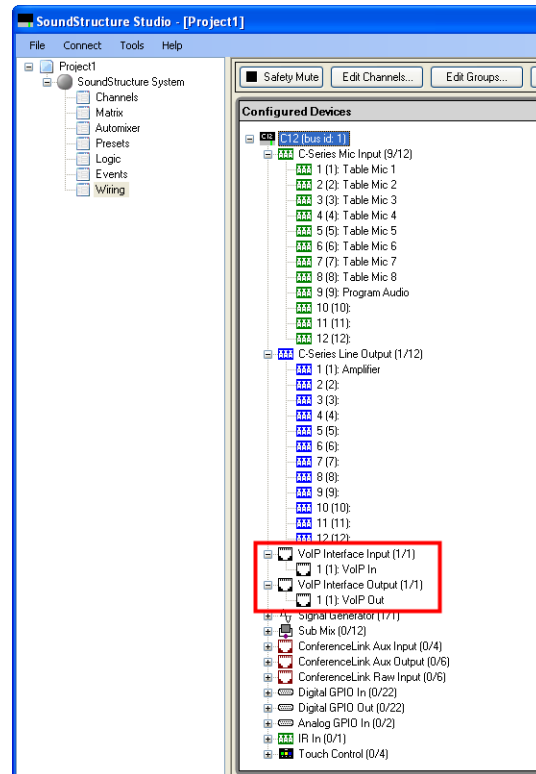 SoundStructure Studio - [Project1]
File Connect Tools Help
Project1
SoundStructure System
Channels
Matrix
Automixer
Presets
Logic
Events
Wiring
Safety Mute
Edit Channels...
Edit Groups...
Configured Devices
C12 C12 (bus id: 1)
C-Series Mic Input (9/12)
1 (1): Table Mic 1
2 (2): Table Mic 2
3 (3): Table Mic 3
4 (4): Table Mic 4
5 (5): Table Mic 5
6 (6): Table Mic 6
7 (7): Table Mic 7
8 (8): Table Mic 8
9 (9): Program Audio
10 (10):
11 (11):
12 (12):
C-Series Line Output (1/12)
1 (1): Amplifier
2 (2):
3 (3):
4 (4):
5 (5):
6 (6):
7 (7):
8 (8):
9 (9):
10 (10):
11 (11):
12 (12):
VoIP Interface Input (1/1)
1 (1): VoIP In
VoIP Interface Output (1/1)
1 (1): VoIP Out
Signal Generator (1/1)
Sub Mix (0/12)
ConferenceLink Aux Input (0/4)
ConferenceLink Aux Output (0/6)
ConferenceLink Raw Input (0/6)
Digital GPIO In (0/22)
Digital GPIO Out (0/22)
Analog GPIO In (0/2)
IR In (0/1)
Touch Control (0/4)